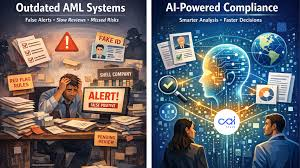 Outdated AML Systems
False Alerts • Slow Reviews • Missed Risks
FAKE ID
RED FLAG
RULES
SHELL COMPANY
ALERT!
FALSE POSITIVE
PENDING
REVIEW
AI-Powered Compliance
Smarter Analysis • Faster Decisions